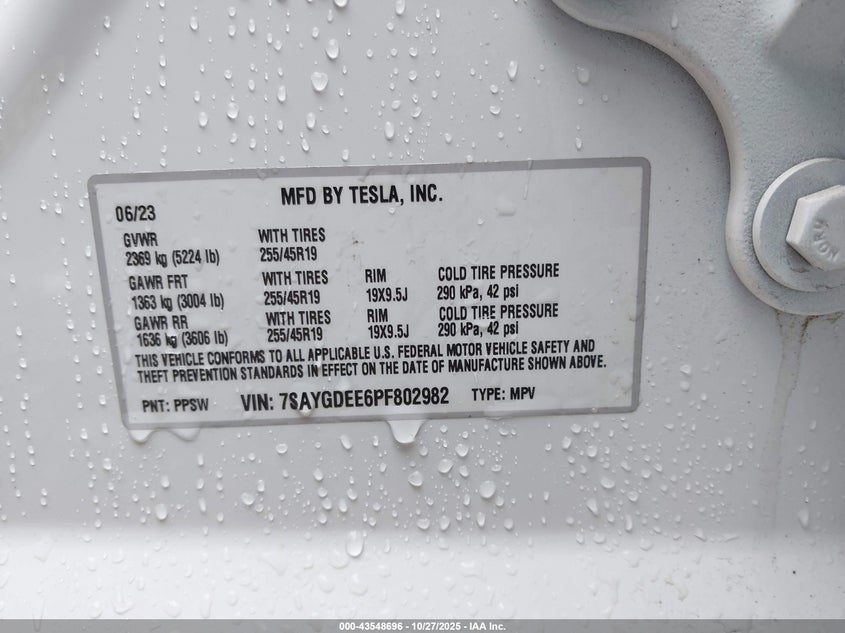 MFD BY TESLA, INC.
06/23
GVWR WITH TIRES
2369 kg (5224 lb) 255/45R19
GAWR FRT WITH TIRES RIM COLD TIRE PRESSURE
1363 kg (3004 lb) 255/45R19 19X9.5J 290 kPa, 42 psi
GAWR RR WITH TIRES RIM COLD TIRE PRESSURE
1636 kg (3606 lb) 255/45R19 19X9.5J 290 kPa, 42 psi
THIS VEHICLE CONFORMS TO ALL APPLICABLE U.S. FEDERAL MOTOR VEHICLE SAFETY AND
THEFT PREVENTION STANDARDS IN EFFECT ON THE DATE OF MANUFACTURE SHOWN ABOVE.
PNT: PPSW VIN: 7SAYGDEE6PF802982 TYPE: MPV
000-43548696 - 10/27/2025 - IAA Inc.